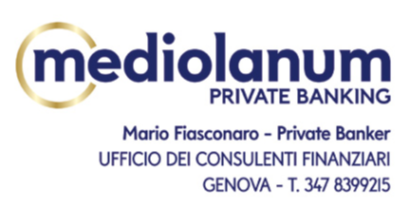 mediolanum
PRIVATE BANKING
Mario Fiasconaro - Private Banker
UFFICIO DEI CONSULENTI FINANZIARI
GENOVA - T. 347 8399215